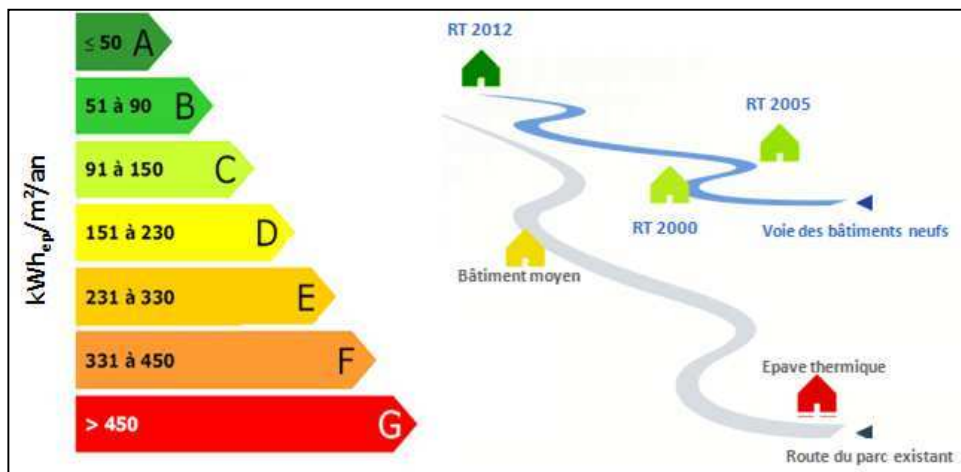 kWhep/m²/an
≤ 50 A
51 à 90 B
91 à 150 C
151 à 230 D
231 à 330 E
331 à 450 F
> 450 G
RT 2012
RT 2005
RT 2000
Voie des bâtiments neufs
Bâtiment moyen
Epave thermique
Route du parc existant